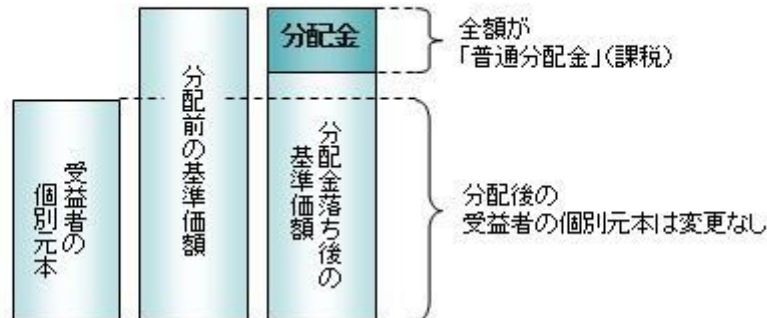 分配金
全額が
「普通分配金」(課税)
分配前の基準価額
受益者の
個別元本
分配金落ち後の
基準価額
分配後の
受益者の個別元本は変更なし